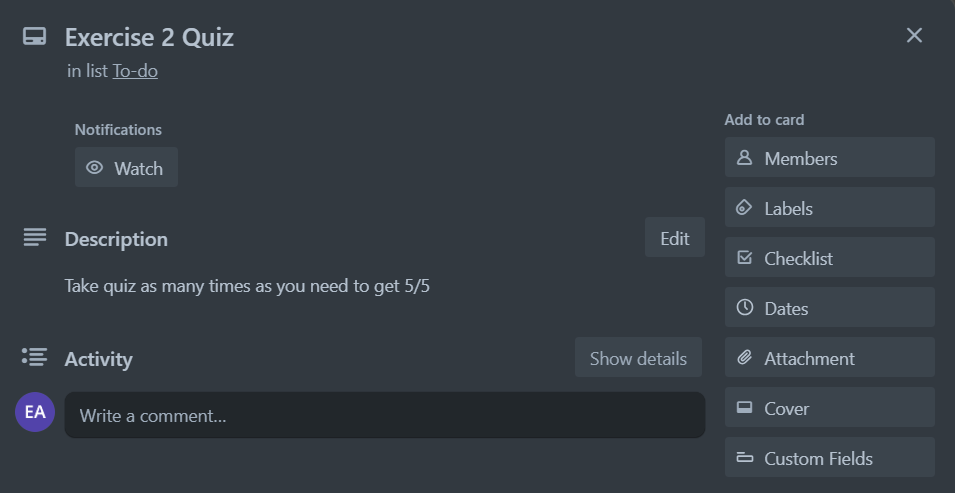 Exercise 2 Quiz
in list To-do
Notifications
Watch
Description
Edit
Take quiz as many times as you need to get 5/5
Activity
Show details
EA
Write a comment...
Add to card
Members
Labels
Checklist
Dates
Attachment
Cover
Custom Fields